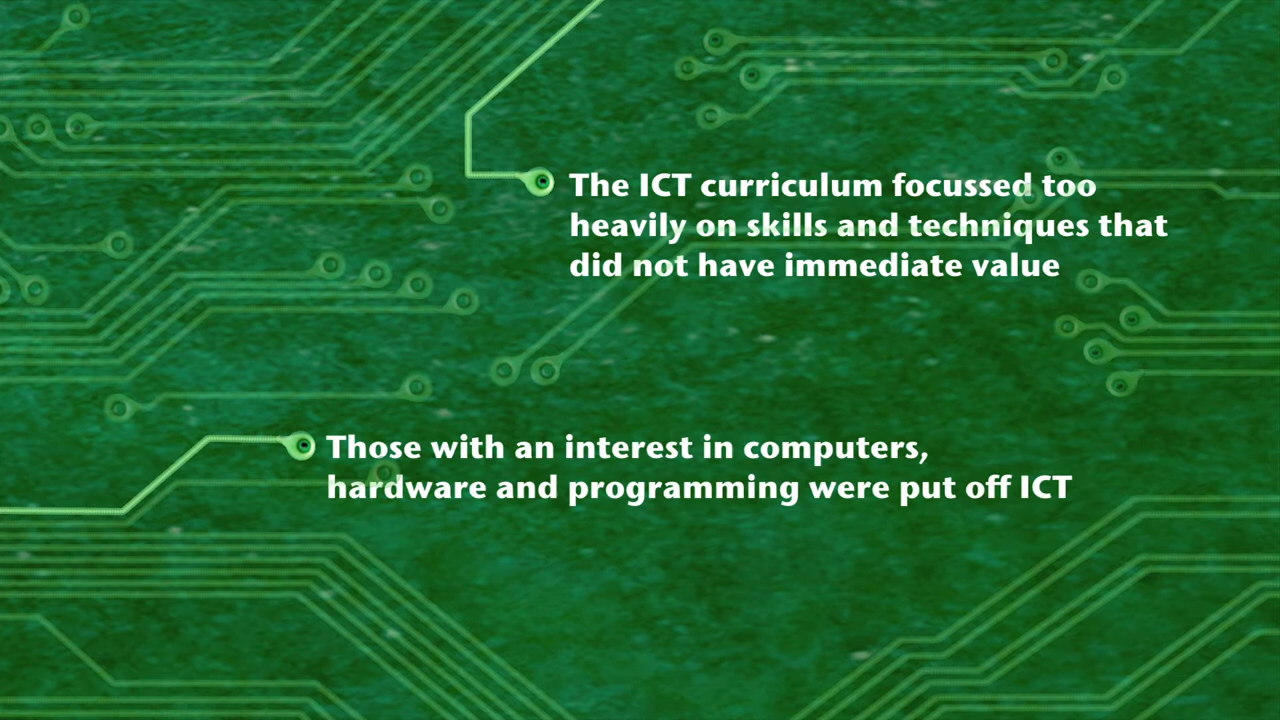 The ICT curriculum focussed too
heavily on skills and techniques that
did not have immediate value
Those with an interest in computers,
hardware and programming were put off ICT